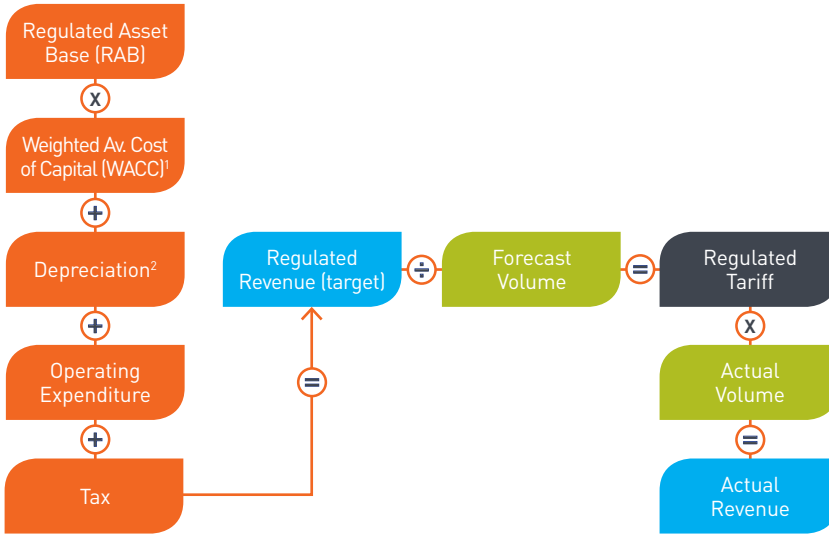 Regulated Asset
Base (RAB)
x
Weighted Av. Cost
of Capital (WACC)¹
+
Depreciation²
+
Operating
Expenditure
+
Tax
=
Regulated
Revenue (target)
÷
Forecast
Volume
=
Regulated
Tariff
x
Actual
Volume
=
Actual
Revenue